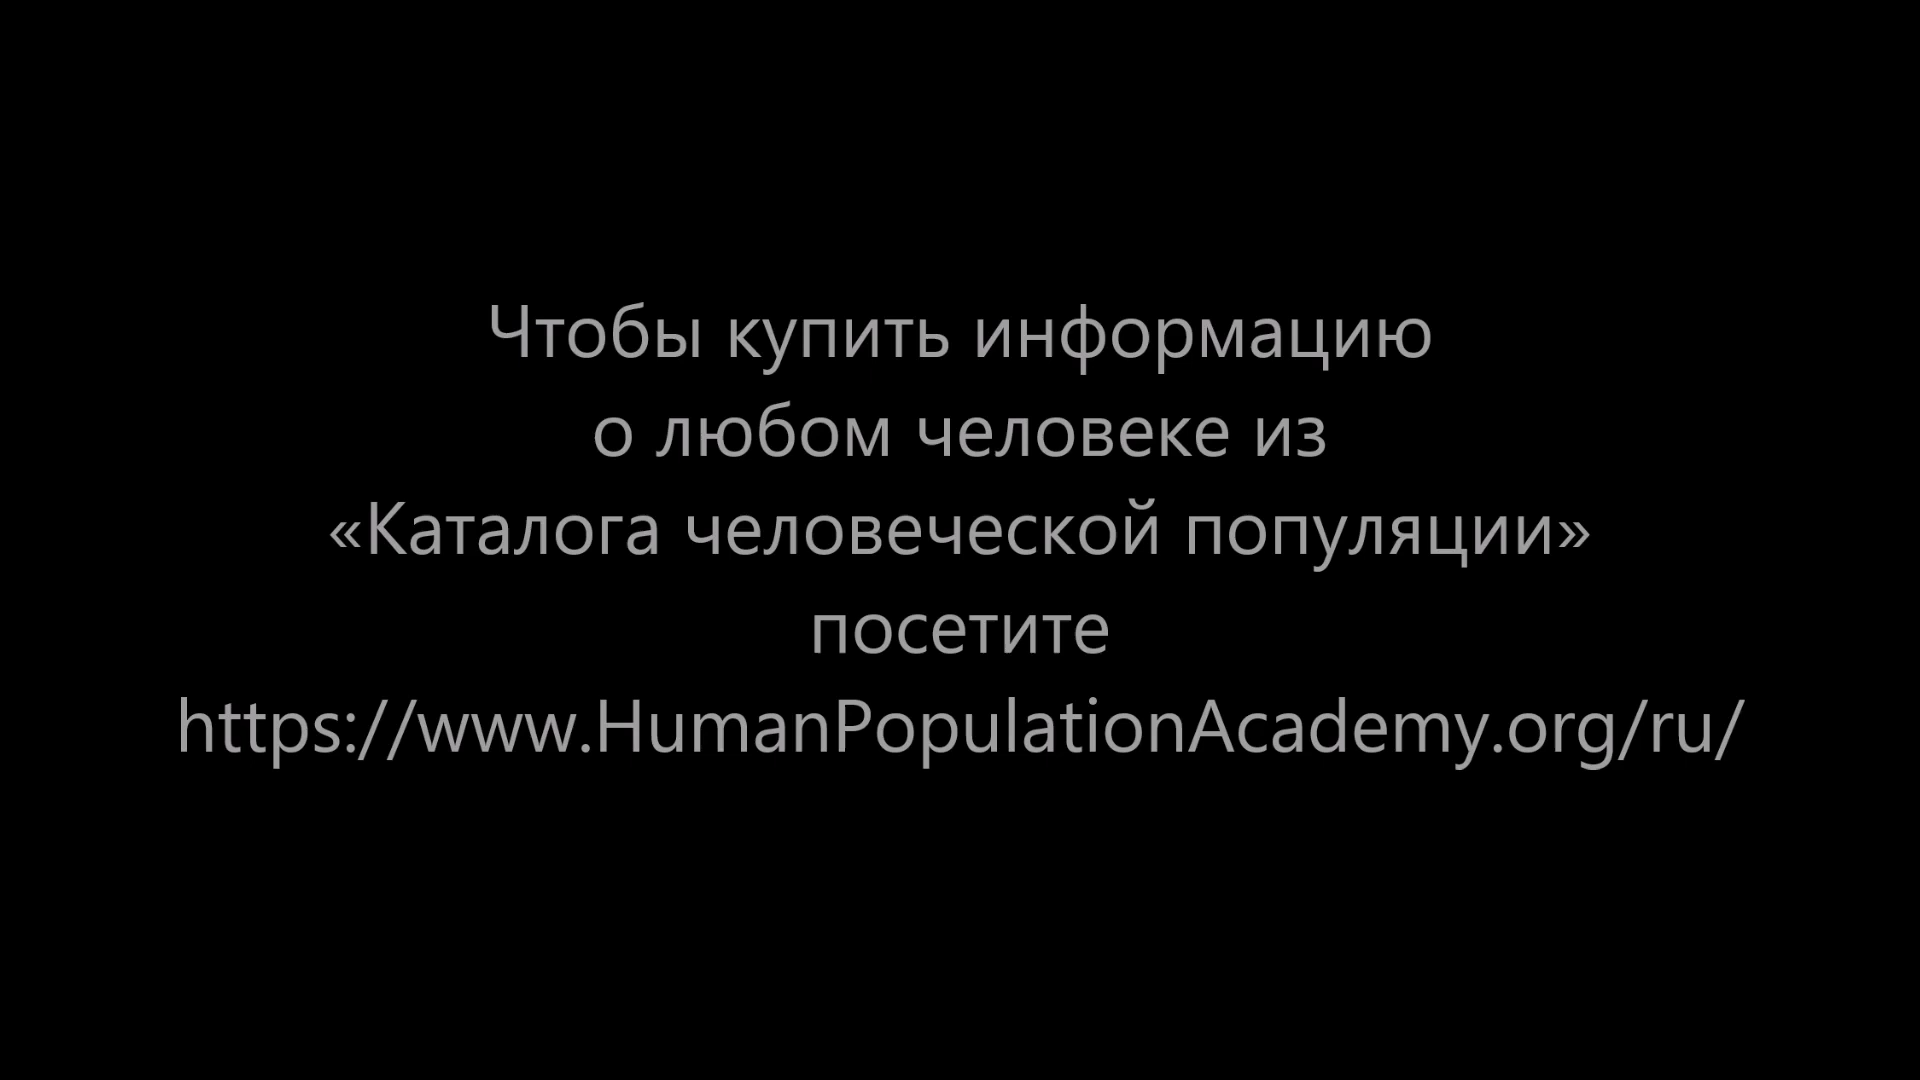 Чтобы купить информацию
о любом человеке из
«Каталога человеческой популяции»
посетите
https://www.HumanPopulationAcademy.org/ru/